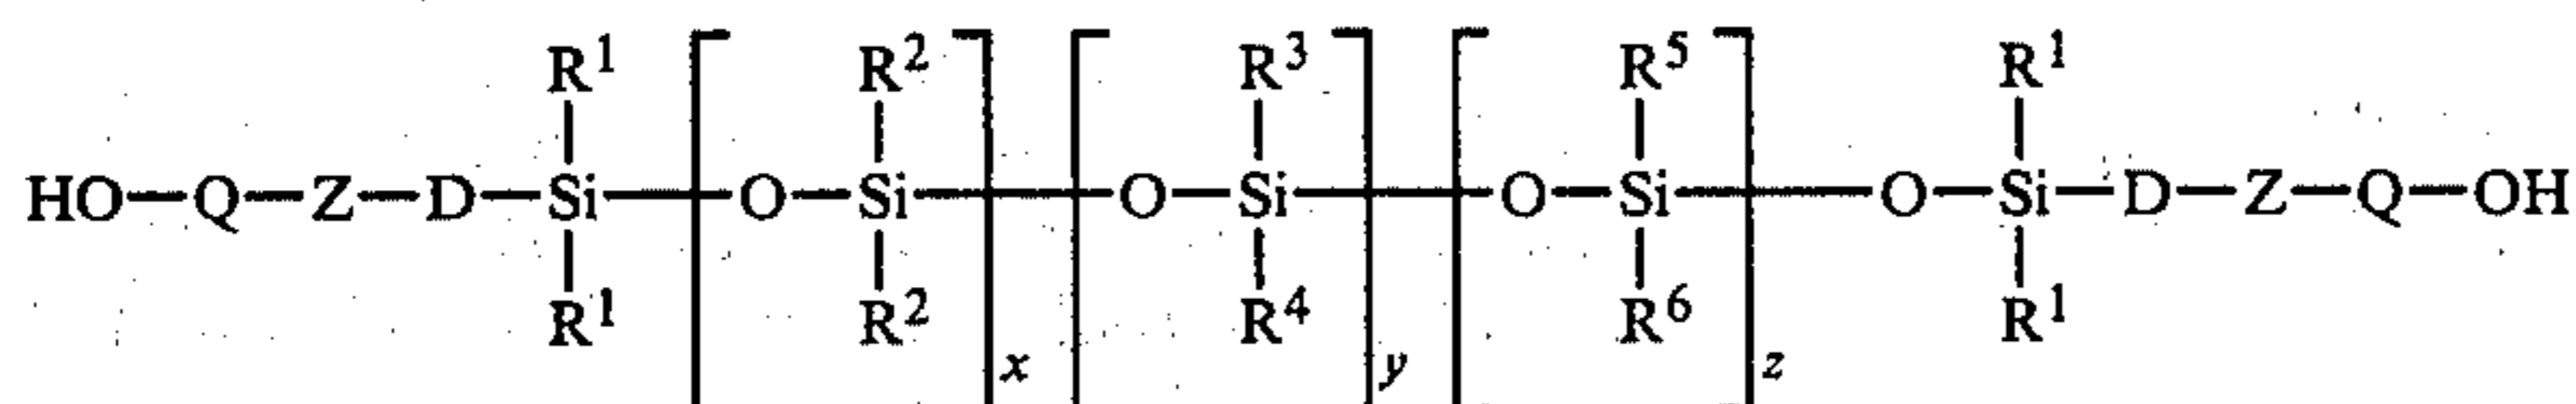 R¹ R² R³ R⁵ R¹
HO—Q—Z—D—Si—O—Si—O—Si—O—Si—O—Si—D—Z—Q—OH
R¹ R² R⁴ R⁶ R¹
x y z